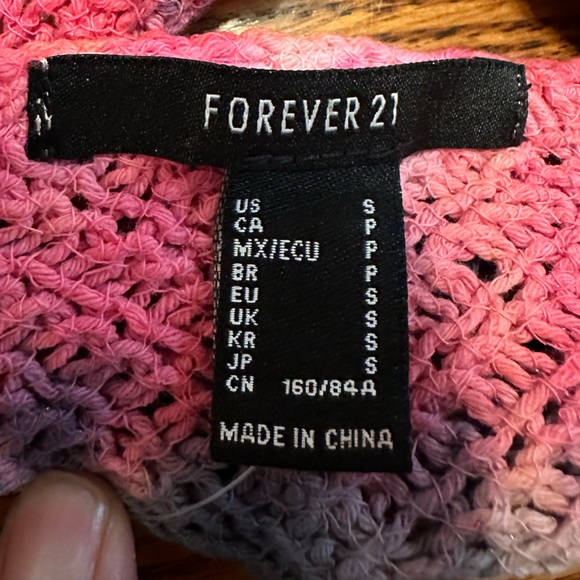 FOREVER 21
US S
CA P
MX/ECU P
BR P
EU S
UK S
KR S
JP S
CN 160/84A
MADE IN CHINA